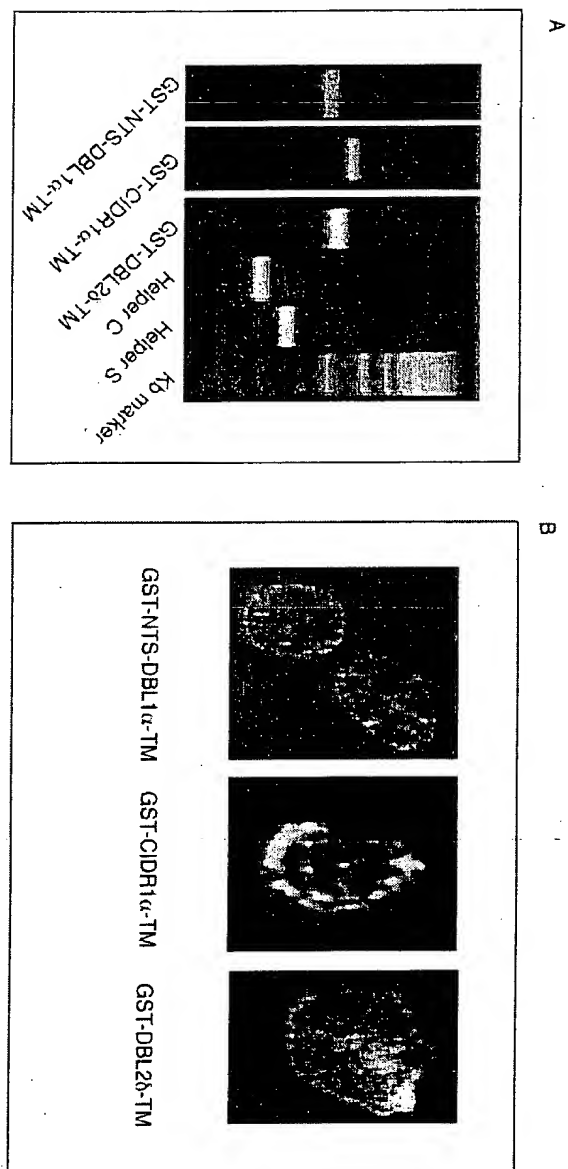 A
GST-NTS-DBL1α-TM
GST-CIDR1α-TM
GST-DBL2δ-TM
Helper C
Helper S
Kb marker
B
GST-NTS-DBL1α-TM
GST-CIDR1α-TM
GST-DBL2δ-TM